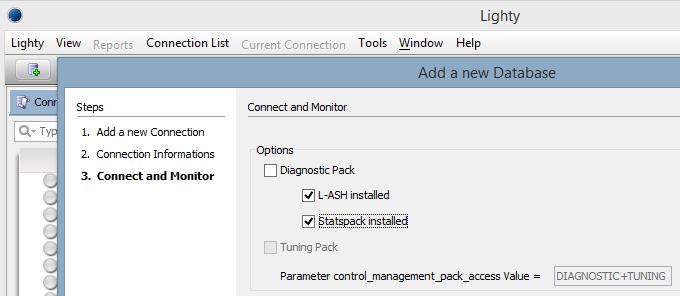 Lighty
Lighty View Reports Connection List Current Connection Tools Window Help
Add a new Database
Conn
Typ
Steps
1. Add a new Connection
2. Connection Informations
3. Connect and Monitor
Connect and Monitor
Options
Diagnostic Pack
L-ASH installed
Statspack installed
Tuning Pack
Parameter control_management_pack_access Value = DIAGNOSTIC+TUNING